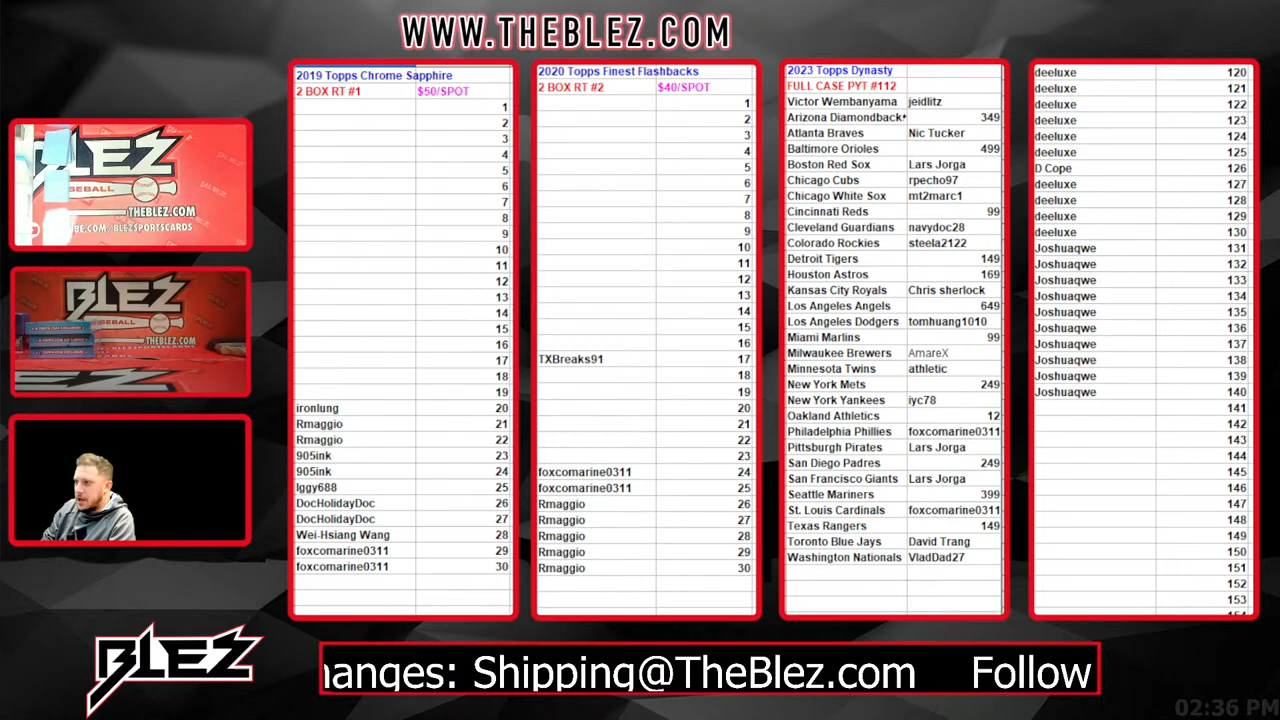 WWW.THEBLEZ.COM
2019 Topps Chrome Sapphire
2 BOX RT #1 $50/SPOT
1
2
3
4
5
6
7
8
9
10
11
12
13
14
15
16
17
18
19
ironlung 20
Rmaggio 21
Rmaggio 22
905ink 23
905ink 24
Iggy688 25
DocHolidayDoc 26
DocHolidayDoc 27
Wei-Hsiang Wang 28
foxcomarine0311 29
foxcomarine0311 30
2020 Topps Finest Flashbacks
2 BOX RT #2 $40/SPOT
1
2
3
4
5
6
7
8
9
10
11
12
13
14
15
16
TXBreaks91 17
18
19
20
21
22
23
foxcomarine0311 24
foxcomarine0311 25
Rmaggio 26
Rmaggio 27
Rmaggio 28
Rmaggio 29
Rmaggio 30
2023 Topps Dynasty
FULL CASE PYT #112
Victor Wembanyama jeidlitz
Arizona Diamondback 349
Atlanta Braves Nic Tucker
Baltimore Orioles 499
Boston Red Sox Lars Jorga
Chicago Cubs rpecho97
Chicago White Sox mt2marc1
Cincinnati Reds 99
Cleveland Guardians navydoc28
Colorado Rockies steela2122
Detroit Tigers 149
Houston Astros 169
Kansas City Royals Chris sherlock
Los Angeles Angels 649
Los Angeles Dodgers tomhuang1010
Miami Marlins 99
Milwaukee Brewers AmareX
Minnesota Twins athletic
New York Mets 249
New York Yankees iyc78
Oakland Athletics 12
Philadelphia Phillies foxcomarine0311
Pittsburgh Pirates Lars Jorga
San Diego Padres 249
San Francisco Giants Lars Jorga
Seattle Mariners 399
St. Louis Cardinals foxcomarine0311
Texas Rangers 149
Toronto Blue Jays David Trang
Washington Nationals VladDad27
deeluxe 120
deeluxe 121
deeluxe 122
deeluxe 123
deeluxe 124
deeluxe 125
D Cope 126
deeluxe 127
deeluxe 128
deeluxe 129
deeluxe 130
Joshuaqwe 131
Joshuaqwe 132
Joshuaqwe 133
Joshuaqwe 134
Joshuaqwe 135
Joshuaqwe 136
Joshuaqwe 137
Joshuaqwe 138
Joshuaqwe 139
Joshuaqwe 140
141
142
143
144
145
146
147
148
149
150
151
152
153
BLEZ
BASEBALL
THEBLEZ.COM
BE.COM/BLEZSPORTSCARDS
BLEZ
THEBLEZ.COM
BLEZ
hanges: Shipping@TheBlez.com Follow
02:36 PM